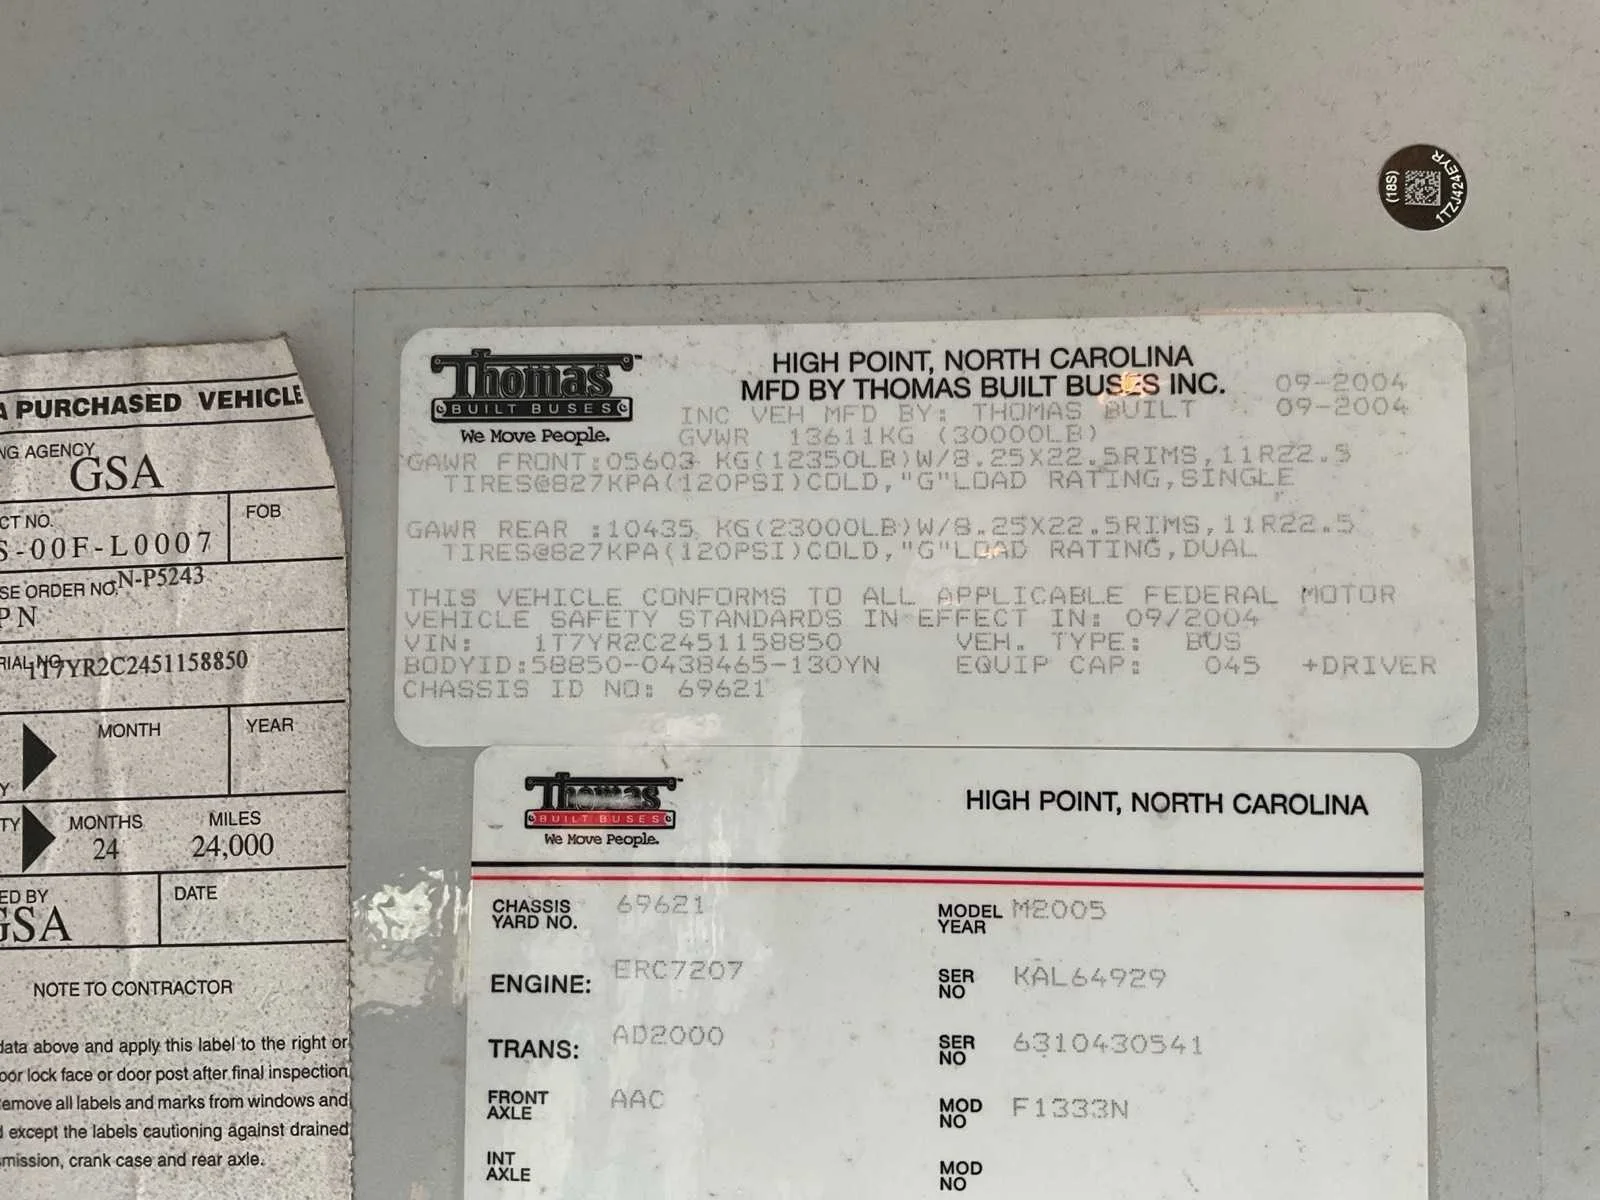 (18S)
1TZJ424EYR
A PURCHASED VEHICLE
NG AGENCY
GSA
CT NO.
S-00F-L0007
FOB
SE ORDER NO.
N-P5243
PN
RIAL NO.
1T7YR2C2451158850
MONTH
YEAR
Y
TY
MONTHS
24
MILES
24,000
ED BY
GSA
DATE
NOTE TO CONTRACTOR
data above and apply this label to the right or
oor lock face or door post after final inspection
emove all labels and marks from windows and
d except the labels cautioning against drained
smission, crank case and rear axle.
Thomas
BUILT BUSES
We Move People.
HIGH POINT, NORTH CAROLINA
MFD BY THOMAS BUILT BUSES INC. 09-2004
INC VEH MFD BY: THOMAS BUILT 09-2004
GVWR 13611KG (30000LB)
GAWR FRONT:05603 KG(12350LB)W/8.25X22.5RIMS,11R22.5
TIRES@827KPA(120PSI)COLD,"G"LOAD RATING,SINGLE
GAWR REAR :10435 KG(23000LB)W/8.25X22.5RIMS,11R22.5
TIRES@827KPA(120PSI)COLD,"G"LOAD RATING,DUAL
THIS VEHICLE CONFORMS TO ALL APPLICABLE FEDERAL MOTOR
VEHICLE SAFETY STANDARDS IN EFFECT IN: 09/2004
VIN: 1T7YR2C2451158850 VEH. TYPE: BUS
BODYID:58850-0438465-130YN EQUIP CAP: 045 +DRIVER
CHASSIS ID NO: 69621
Thomas
BUILT BUSES
We Move People.
HIGH POINT, NORTH CAROLINA
CHASSIS YARD NO. 69621 MODEL YEAR M2005
ENGINE: ERC7207 SER NO KAL64929
TRANS: AD2000 SER NO 6310430541
FRONT AXLE AAC MOD NO F1333N
INT AXLE MOD NO